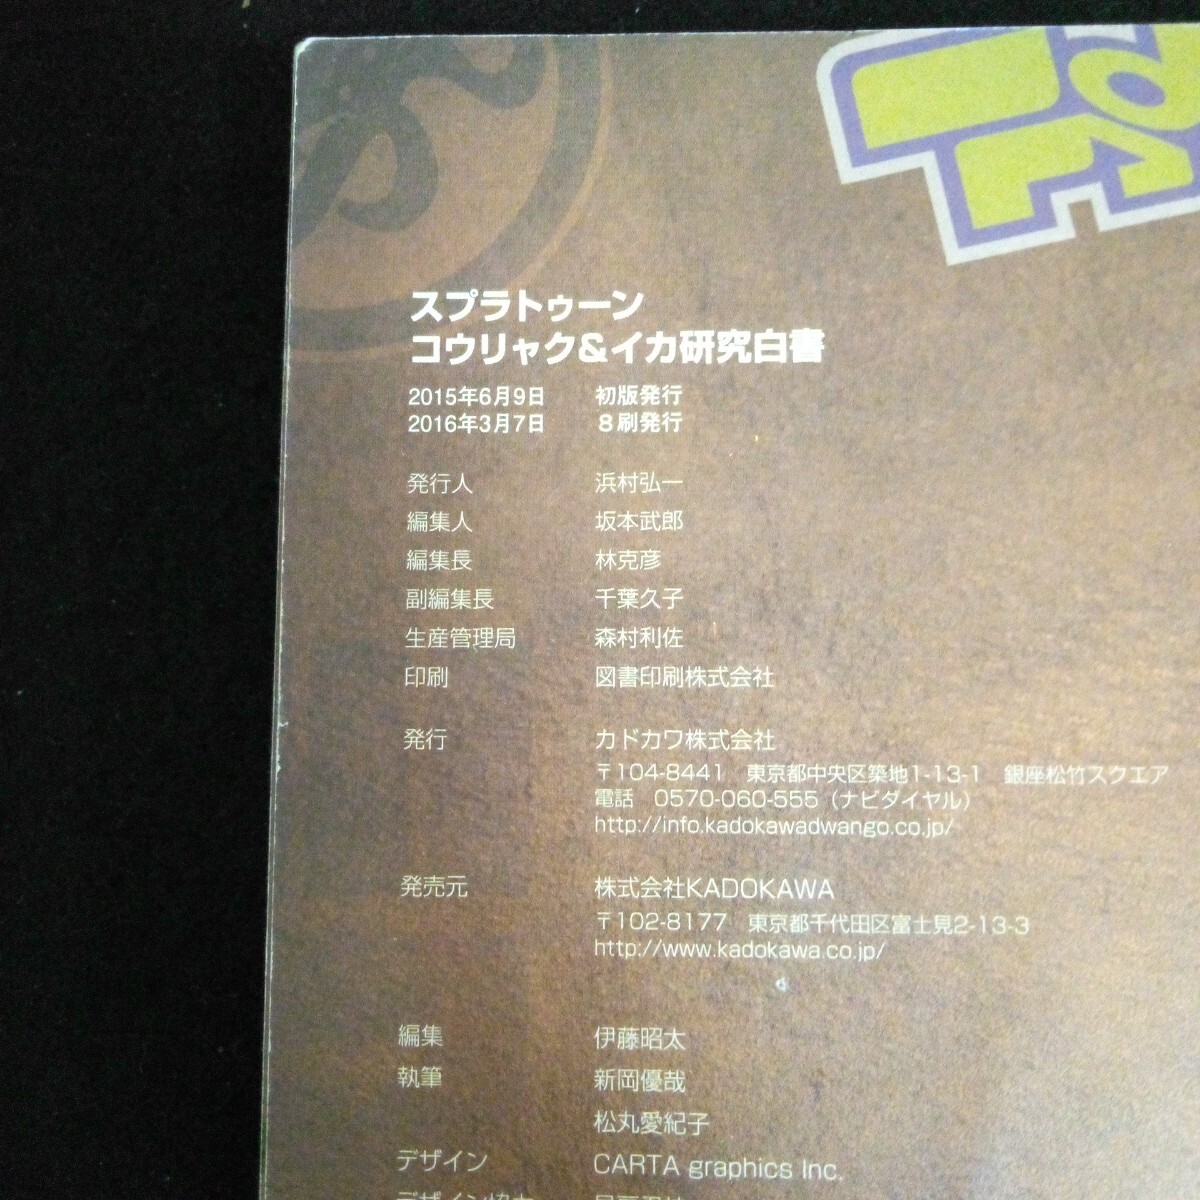 スプラトゥーン
コウリャク&イカ研究白書
2015年6月9日 初版発行
2016年3月7日 8刷発行
発行人 浜村弘一
編集人 坂本武郎
編集長 林克彦
副編集長 千葉久子
生産管理局 森村利佐
印刷 図書印刷株式会社
発行 カドカワ株式会社
〒104-8441 東京都中央区築地1-13-1 銀座松竹スクエア
電話 0570-060-555（ナビダイヤル）
http://info.kadokawadwango.co.jp/
発売元 株式会社KADOKAWA
〒102-8177 東京都千代田区富士見2-13-3
http://www.kadokawa.co.jp/
編集 伊藤昭太
執筆 新岡優哉
松丸愛紀子
デザイン CARTA graphics Inc.
デザイン協力